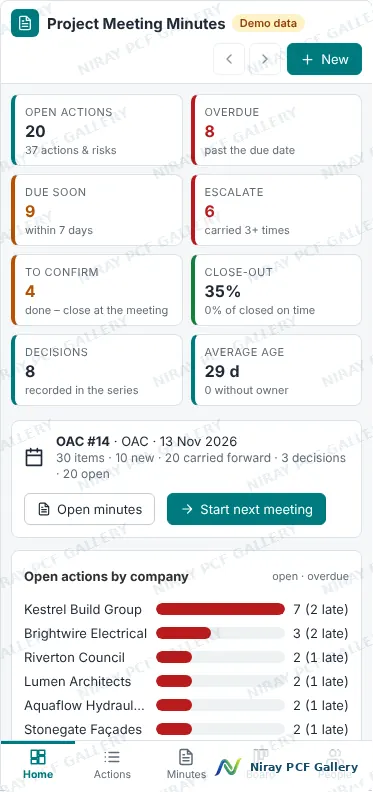 Project Meeting Minutes
Demo data
New
OPEN ACTIONS
20
37 actions & risks
OVERDUE
8
past the due date
DUE SOON
9
within 7 days
ESCALATE
6
carried 3+ times
TO CONFIRM
4
done – close at the meeting
CLOSE-OUT
35%
0% of closed on time
DECISIONS
8
recorded in the series
AVERAGE AGE
29 d
0 without owner
OAC #14 · OAC · 13 Nov 2026
30 items · 10 new · 20 carried forward · 3 decisions
· 20 open
Open minutes
Start next meeting
Open actions by company
open · overdue
Kestrel Build Group 7 (2 late)
Brightwire Electrical 3 (2 late)
Riverton Council 2 (1 late)
Lumen Architects 2 (1 late)
Aquaflow Hydraul... 2 (1 late)
Stonegate Façades 2 (1 late)
Home
Actions
Minutes
Board
People
Niray PCF Gallery
NIRAY PCF GALLERY